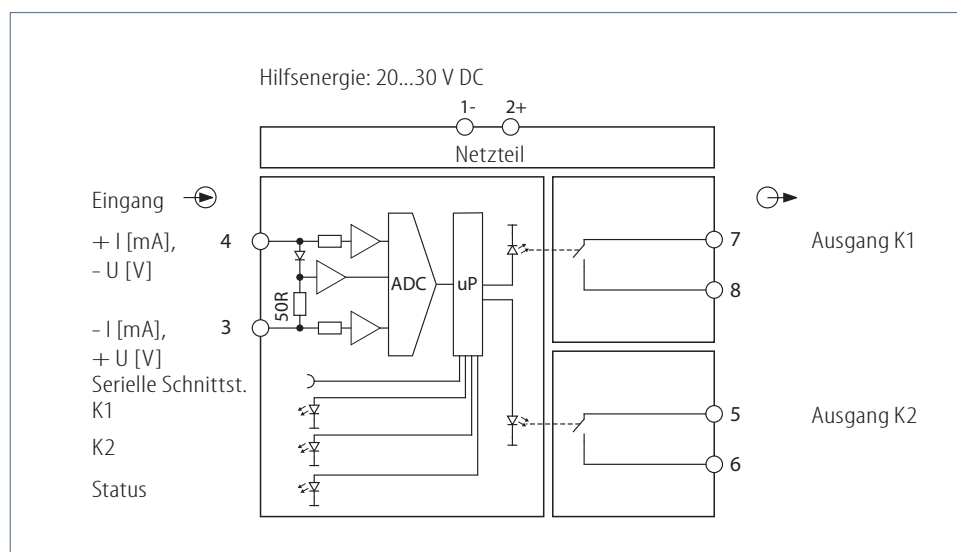 Hilfsenergie: 20...30 V DC
1- 2+
Netzteil
Eingang
+ I [mA], 4
- U [V]
50R
ADC
uP
- I [mA], 3
+ U [V]
Serielle Schnittst.
K1
K2
Status
7 Ausgang K1
8
5 Ausgang K2
6